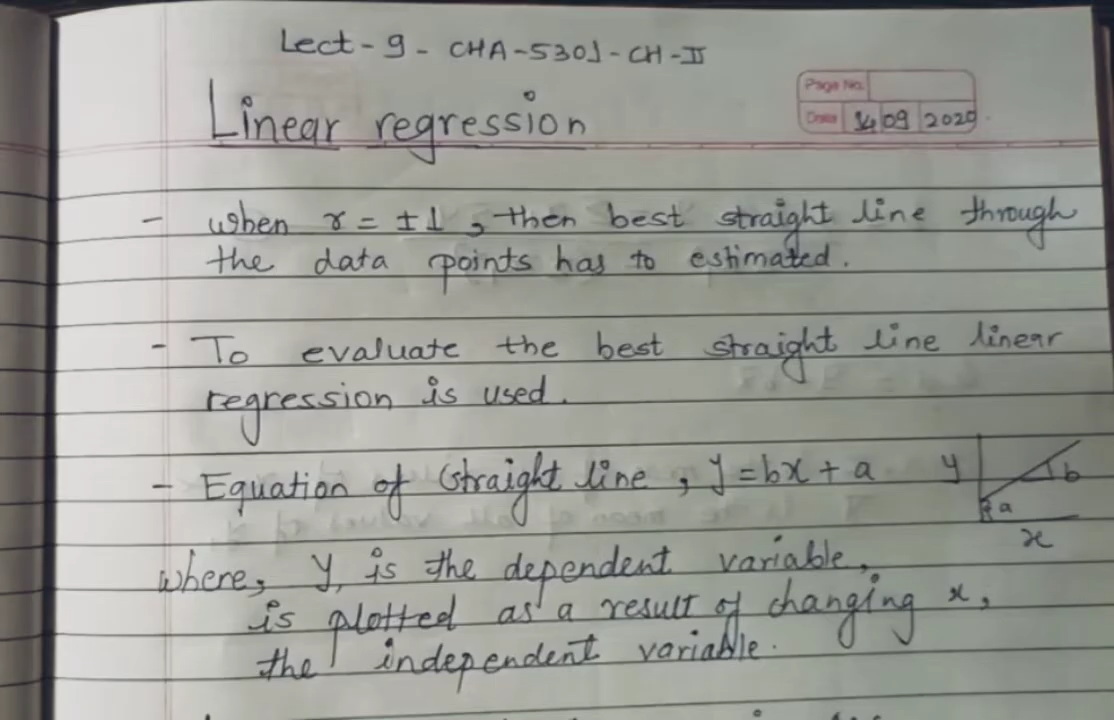 Lect - 9 - CHA-5301-CH-II
Page No.
Linear regression
Date 14 09 2020
- when r = ±1, then best straight line through
the data points has to estimated.
- To evaluate the best straight line linear
regression is used.
- Equation of straight line, y = bx + a
y b
a
x
where, y, is the dependent variable,
is plotted as a result of changing x,
the independent variable.